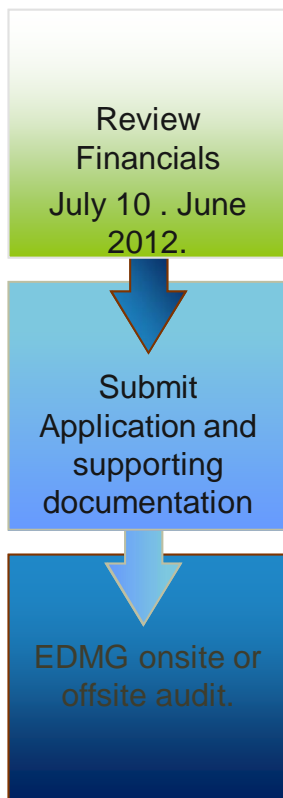 Review
Financials
July 10 . June
2012.
Submit
Application and
supporting
documentation
EDMG onsite or
offsite audit.